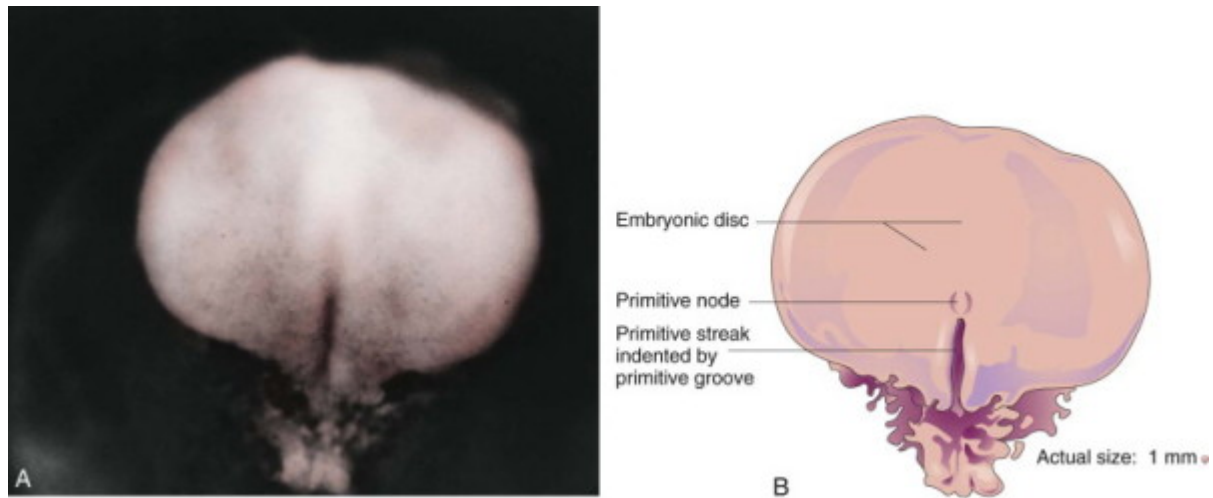 Embryonic disc
Primitive node
Primitive streak
indented by
primitive groove
Actual size: 1 mm
A
B